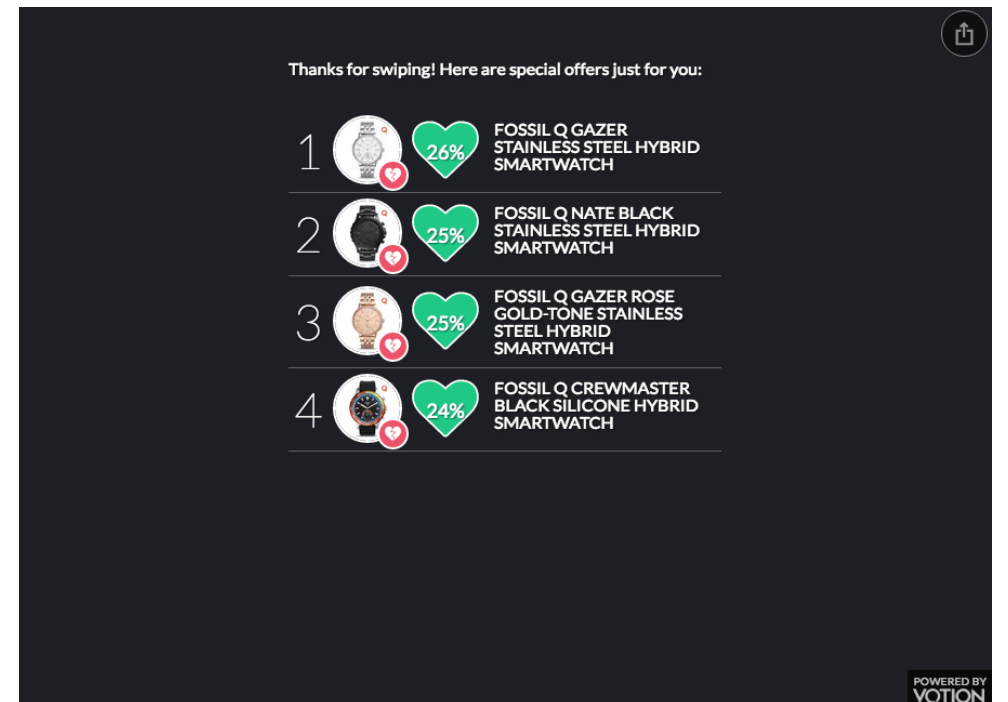 Thanks for swiping! Here are special offers just for you:
1
26%
FOSSIL Q GAZER
STAINLESS STEEL HYBRID
SMARTWATCH
2
25%
FOSSIL Q NATE BLACK
STAINLESS STEEL HYBRID
SMARTWATCH
3
25%
FOSSIL Q GAZER ROSE
GOLD-TONE STAINLESS
STEEL HYBRID
SMARTWATCH
4
24%
FOSSIL Q CREWMASTER
BLACK SILICONE HYBRID
SMARTWATCH
POWERED BY
VOTION